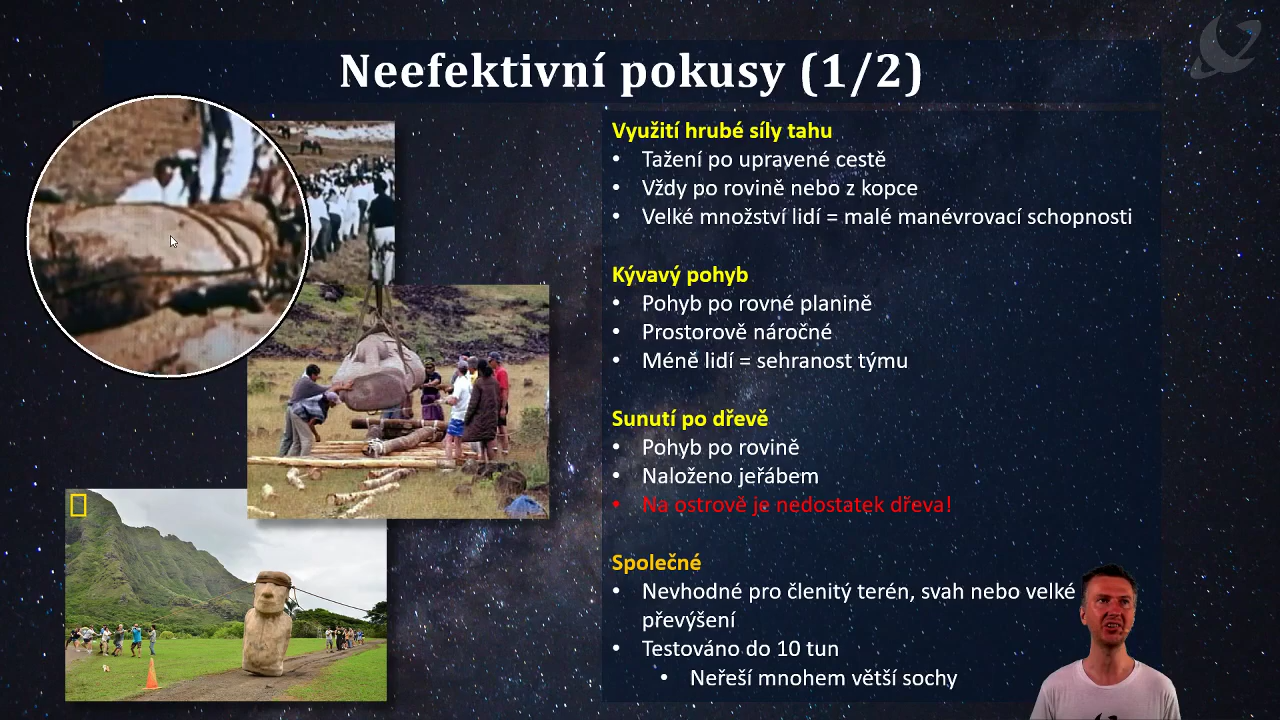 Neefektivní pokusy (1/2)
Využití hrubé síly tahu
• Tažení po upravené cestě
• Vždy po rovině nebo z kopce
• Velké množství lidí = malé manévrovací schopnosti
Kývavý pohyb
• Pohyb po rovné planině
• Prostorově náročné
• Méně lidí = sehranost týmu
Sunutí po dřevě
• Pohyb po rovině
• Naloženo jeřábem
• Na ostrově je nedostatek dřeva!
Společné
• Nevhodné pro členitý terén, svah nebo velké
převýšení
• Testováno do 10 tun
• Neřeší mnohem větší sochy